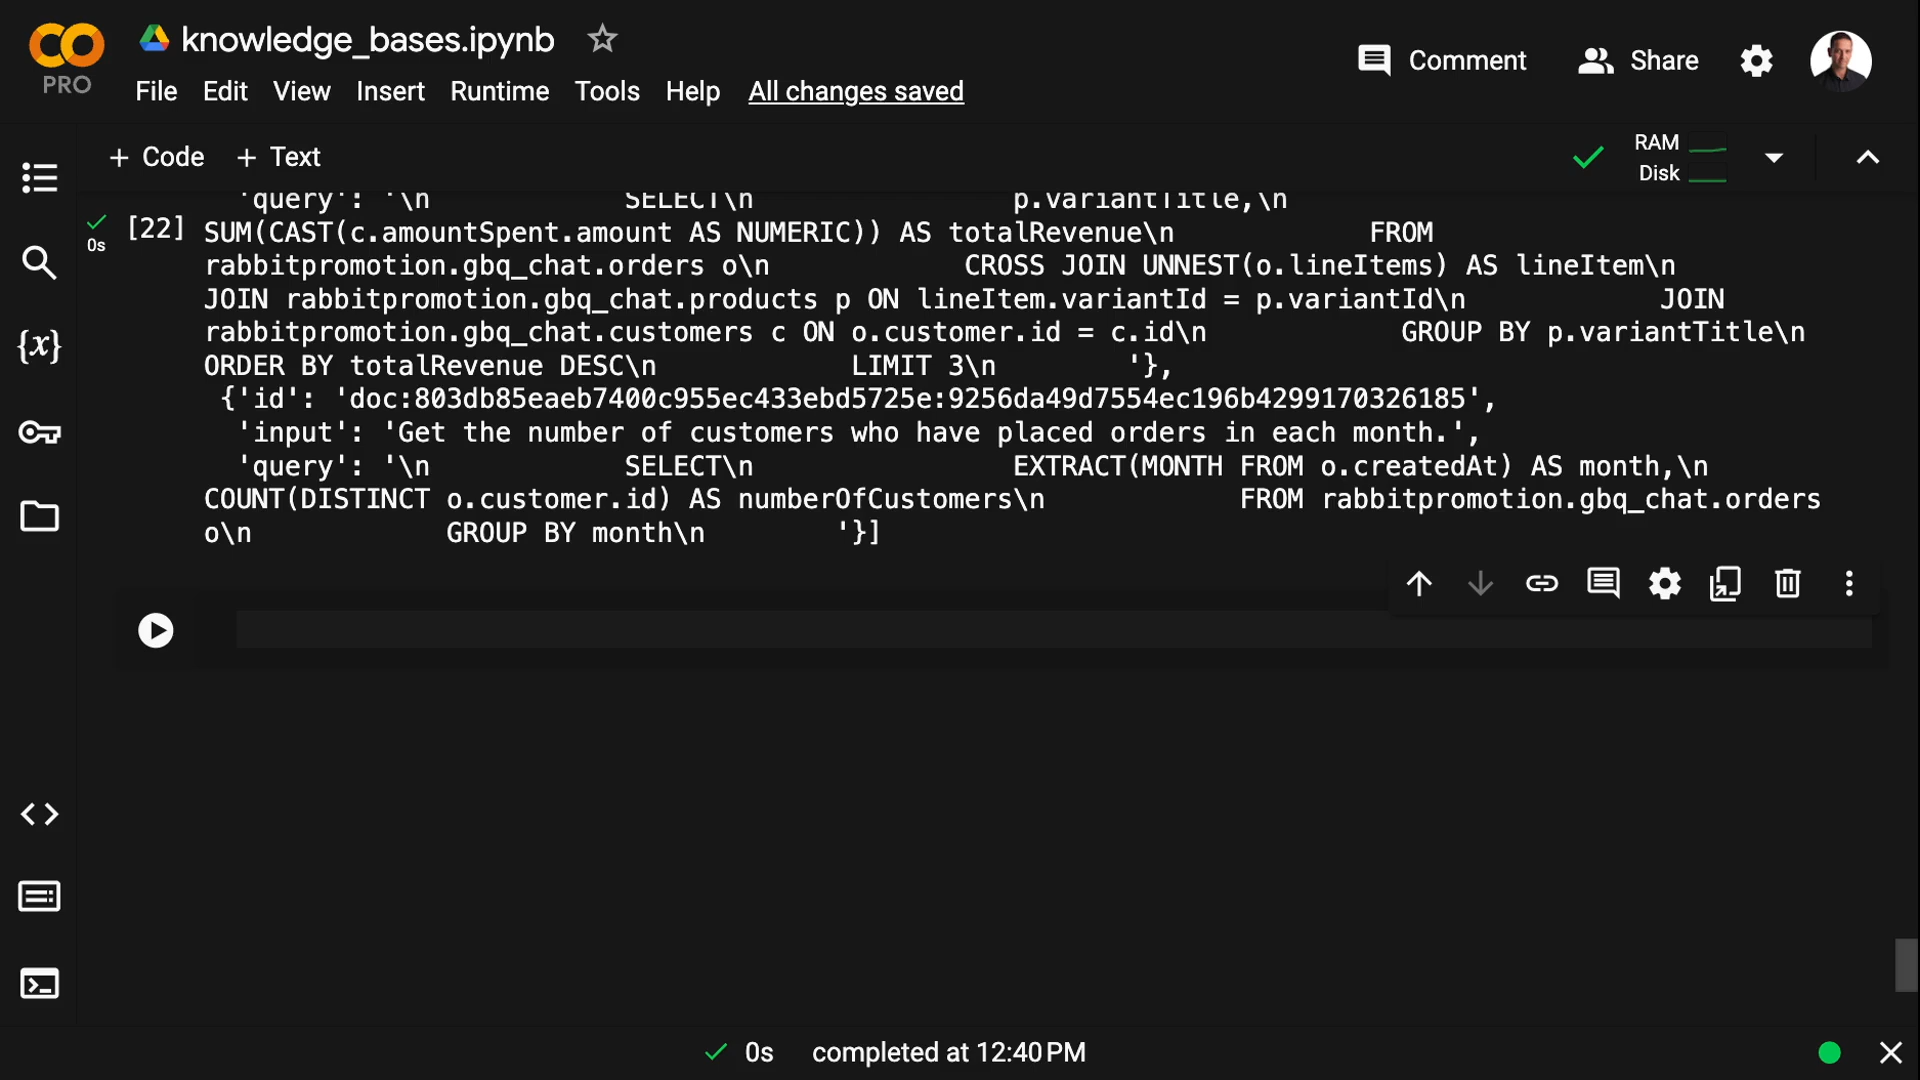 knowledge_bases.ipynb
PRO
File Edit View Insert Runtime Tools Help All changes saved
Comment
Share
+ Code + Text
RAM
Disk
'query': '\n            SELECT\n                p.variantTitle,\n
[22]
0s
SUM(CAST(c.amountSpent.amount AS NUMERIC)) AS totalRevenue\n            FROM
rabbitpromotion.gbq_chat.orders o\n            CROSS JOIN UNNEST(o.lineItems) AS lineItem\n
JOIN rabbitpromotion.gbq_chat.products p ON lineItem.variantId = p.variantId\n            JOIN
rabbitpromotion.gbq_chat.customers c ON o.customer.id = c.id\n            GROUP BY p.variantTitle\n
ORDER BY totalRevenue DESC\n            LIMIT 3\n        '},
{'id': 'doc:803db85eaeb7400c955ec433ebd5725e:9256da49d7554ec196b4299170326185',
'input': 'Get the number of customers who have placed orders in each month.',
'query': '\n            SELECT\n                EXTRACT(MONTH FROM o.createdAt) AS month,\n
COUNT(DISTINCT o.customer.id) AS numberOfCustomers\n            FROM rabbitpromotion.gbq_chat.orders
o\n            GROUP BY month\n        '}]
0s completed at 12:40 PM